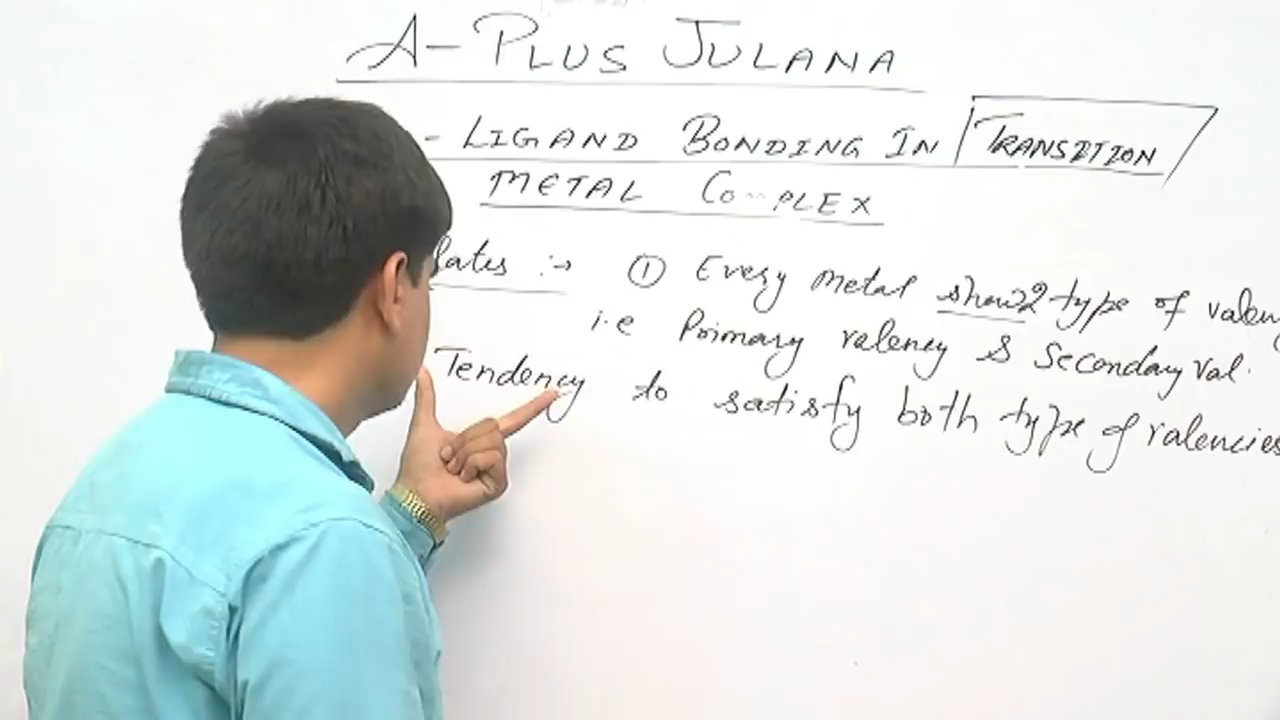 A- PLUS JULANA
- LIGAND BONDING IN TRANSITION
METAL COMPLEX
:→ ① Every metal show 2 type of
i.e Primary valency & Secondary val.
Tendency to satisfy both type of valencies